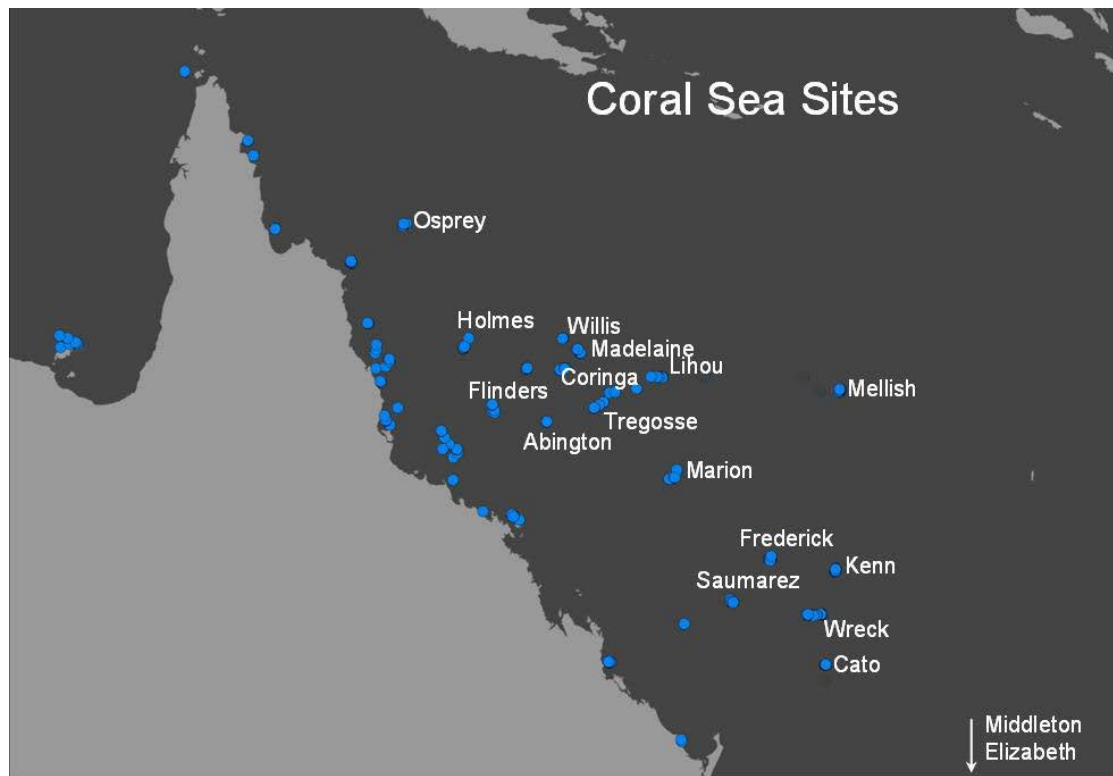 Coral Sea Sites
Osprey
Holmes
Willis
Madelaine
Lihou
Coringa
Flinders
Mellish
Tregosse
Abington
Marion
Frederick
Kenn
Saumarez
Wreck
Cato
Middleton
Elizabeth